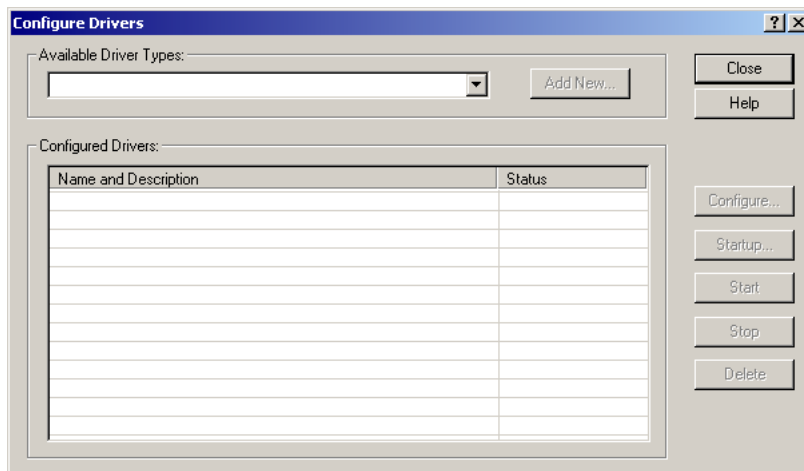 Configure Drivers
Available Driver Types:
Add New...
Close
Help
Configured Drivers:
Name and Description Status
Configure...
Startup...
Start
Stop
Delete